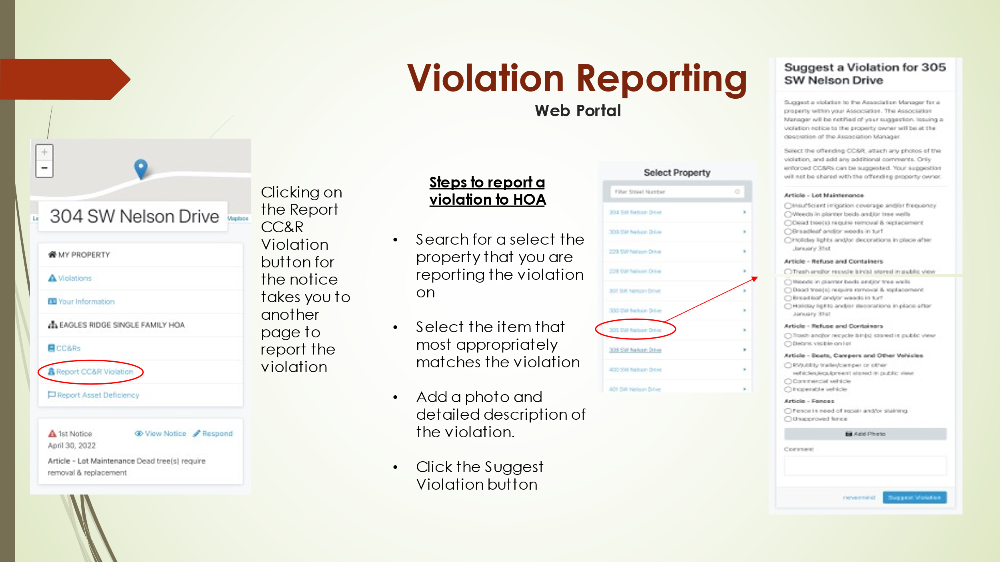 Violation Reporting
Web Portal
304 SW Nelson Drive
Mapbox
MY PROPERTY
Violations
Your Information
EAGLES RIDGE SINGLE FAMILY HOA
CC&Rs
Report CC&R Violation
Report Asset Deficiency
1st Notice
View Notice
Respond
April 30, 2022
Article - Lot Maintenance Dead tree(s) require
removal & replacement
Clicking on
the Report
CC&R
Violation
button for
the notice
takes you to
another
page to
report the
violation
Steps to report a
violation to HOA
• Search for a select the
property that you are
reporting the violation
on
• Select the item that
most appropriately
matches the violation
• Add a photo and
detailed description of
the violation.
• Click the Suggest
Violation button
Select Property
Filter Street Number
304 SW Nelson Drive
SW Nelson Drive
229 SW Nelson Drive
228 SW Nelson Drive
301 SW Nelson Drive
300 SW Nelson Drive
305 SW Nelson Drive
308 SW Nelson Drive
400 SW Nelson Drive
401 SW Nelson Drive
Suggest a Violation for 305
SW Nelson Drive
Suggest a violation to the Association Manager for a
property within your Association. The Association
Manager will be notified of your suggestion. Issuing a
violation notice to the property owner will be at the
descretion of the Association Manager
Select the offending CC&R, attach any photos of the
violation, and add any additional comments. Only
enforced CC&Rs can be suggested. Your suggestion
will not be shared with the offending property owner.
Article - Lot Maintenance
Insufficient irrigation coverage and/or frequency
Weeds in planter beds and/or tree wells
Dead tree(s) require removal & replacement
Broadleaf and/or weeds in turf
Holiday lights and/or decorations in place after
January 31st
Article - Refuse and Containers
Trash and/or recycle bin(s) stored in public view
Weeds in planter beds and/or tree wells
Dead tree(s) require removal & replacement
Broadleaf and/or weeds in turf
Holiday lights and/or decorations in place after
January 31st
Article - Refuse and Containers
Trash and/or recycle bin(s) stored in public view
Debris visible on lot
Article - Boats, Campers and Other Vehicles
RV/utility trailer/camper or other
vehicles/equipment stored in public view
Commercial vehicle
Inoperable vehicle
Article - Fences
Fence in need of repair and/or staining
Unapproved fence
Add Photo
Comment
nevermind
Suggest Violation